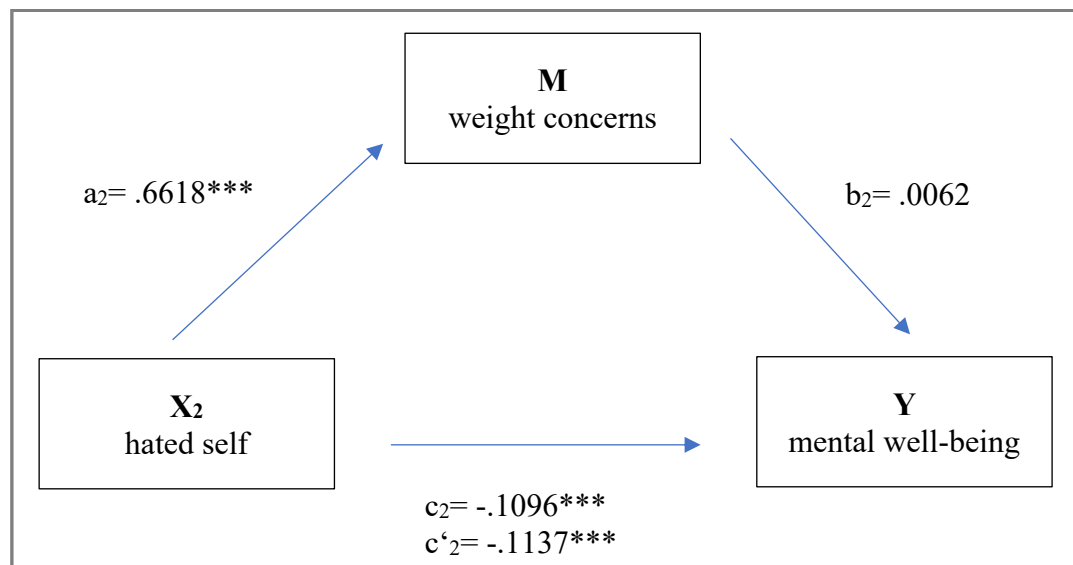 M
weight concerns
a₂= .6618***
b₂= .0062
X₂
hated self
Y
mental well-being
c₂= -.1096***
c‘₂= -.1137***